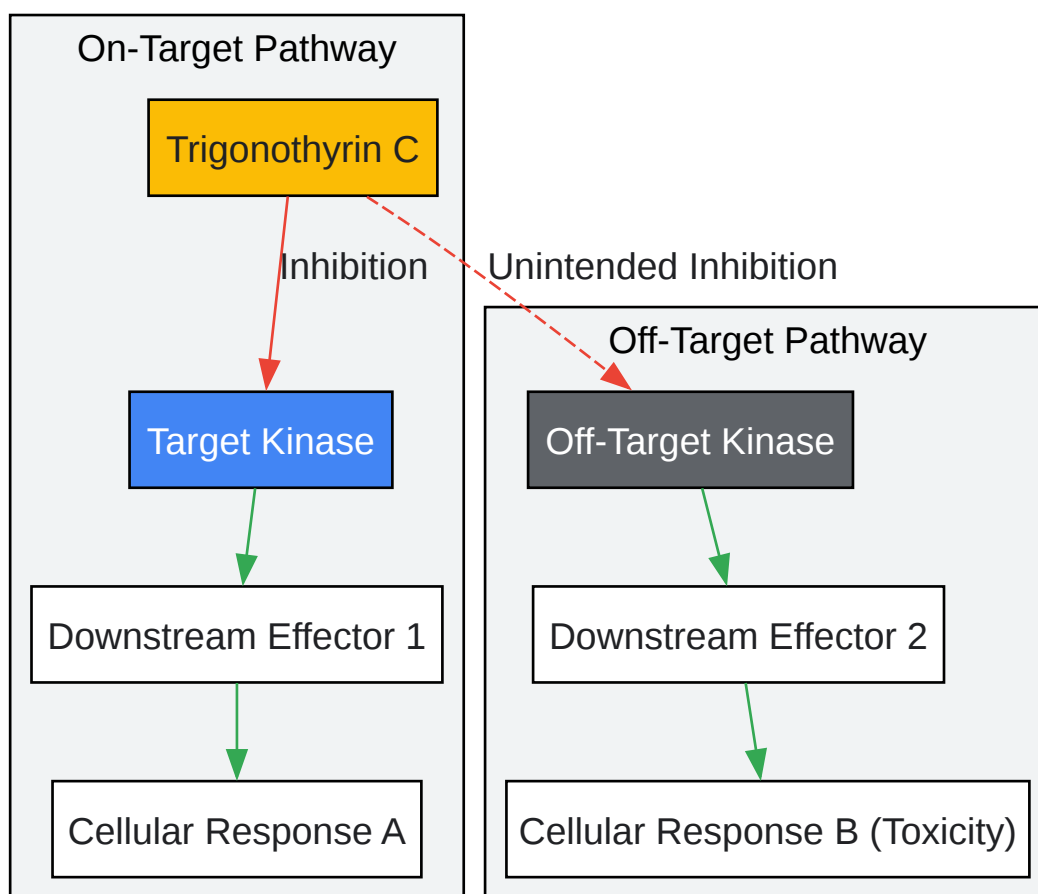 On-Target Pathway
Trigonothyrin C
Inhibition
Unintended Inhibition
Off-Target Pathway
Target Kinase
Off-Target Kinase
Downstream Effector 1
Downstream Effector 2
Cellular Response A
Cellular Response B (Toxicity)